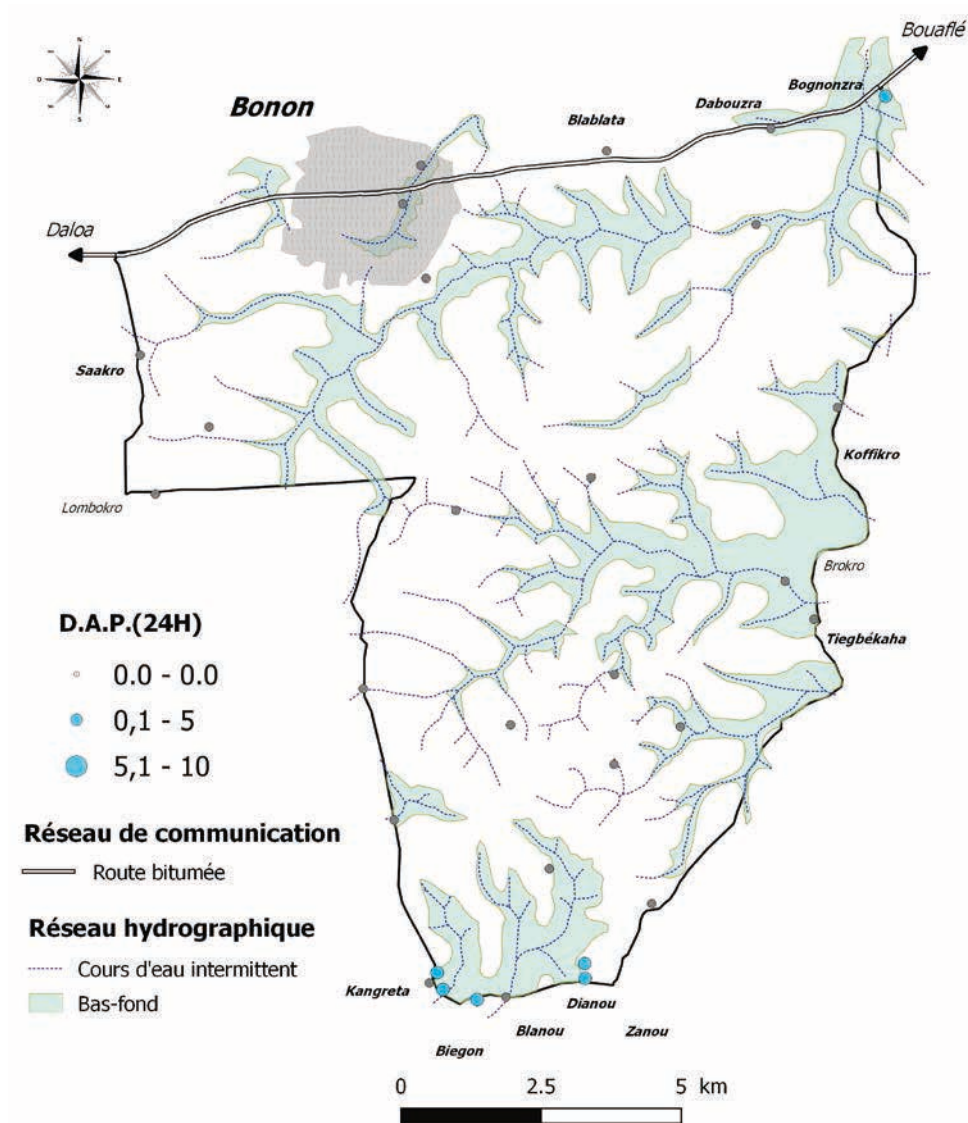 Bouaflé
N
O
E
S
Bognonzra
Bonon
Dabouzra
Blablata
Daloa
Saakro
Koffikro
Lombokro
Brokro
D.A.P.(24H)
Tiegbékaha
0.0 - 0.0
0,1 - 5
5,1 - 10
Réseau de communication
Route bitumée
Réseau hydrographique
Cours d'eau intermittent
Bas-fond
Kangreta
Dianou
Blanou
Zanou
Biegon
0 2.5 5 km